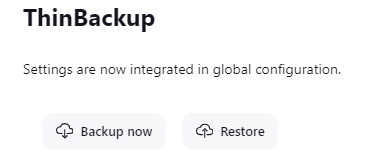 ThinBackup
Settings are now integrated in global configuration.
Backup now
Restore